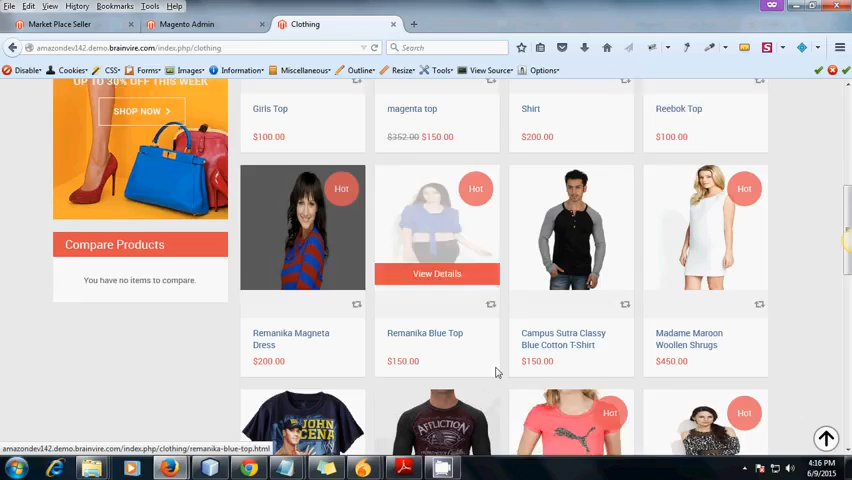 File Edit View History Bookmarks Tools Help
Market Place Seller
Magento Admin
Clothing
amazondev142.demo.brainvire.com/index.php/clothing
Search
Disable Cookies CSS Forms Images Information Miscellaneous Outline Resize Tools View Source Options
UP TO 30% OFF THIS WEEK
SHOP NOW
Girls Top
magenta top
Shirt
Reebok Top
$100.00
$352.00 $150.00
$200.00
$100.00
Hot
Hot
Hot
View Details
Compare Products
You have no items to compare.
Remanika Magneta
Dress
$200.00
Remanika Blue Top
$150.00
Campus Sutra Classy
Blue Cotton T-Shirt
$150.00
Madame Maroon
Woollen Shrugs
$450.00
JOHN
CENA
AFFLICTION
Hot
Hot
amazondev142.demo.brainvire.com/index.php/clothing/remanika-blue-top.html
4:16 PM
6/9/2015